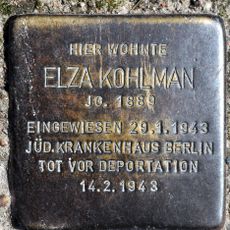 HIER WOHNTE
ELZA KOHLMAN
JG. 1889
EINGEWIESEN 29.1.1943
JÜD. KRANKENHAUS BERLIN
TOT VOR DEPORTATION
14.2.1943